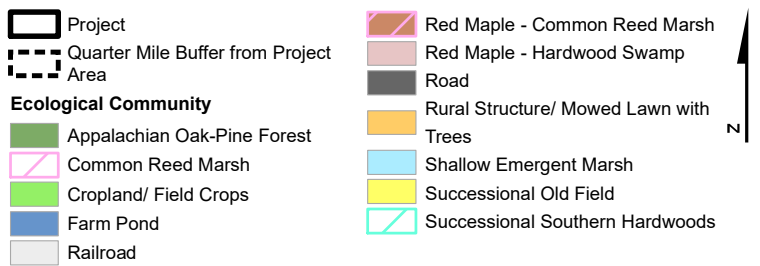 Project
Quarter Mile Buffer from Project
Area
Ecological Community
Appalachian Oak-Pine Forest
Common Reed Marsh
Cropland/ Field Crops
Farm Pond
Railroad
Red Maple - Common Reed Marsh
Red Maple - Hardwood Swamp
Road
Rural Structure/ Mowed Lawn with
Trees
Shallow Emergent Marsh
Successional Old Field
Successional Southern Hardwoods
N